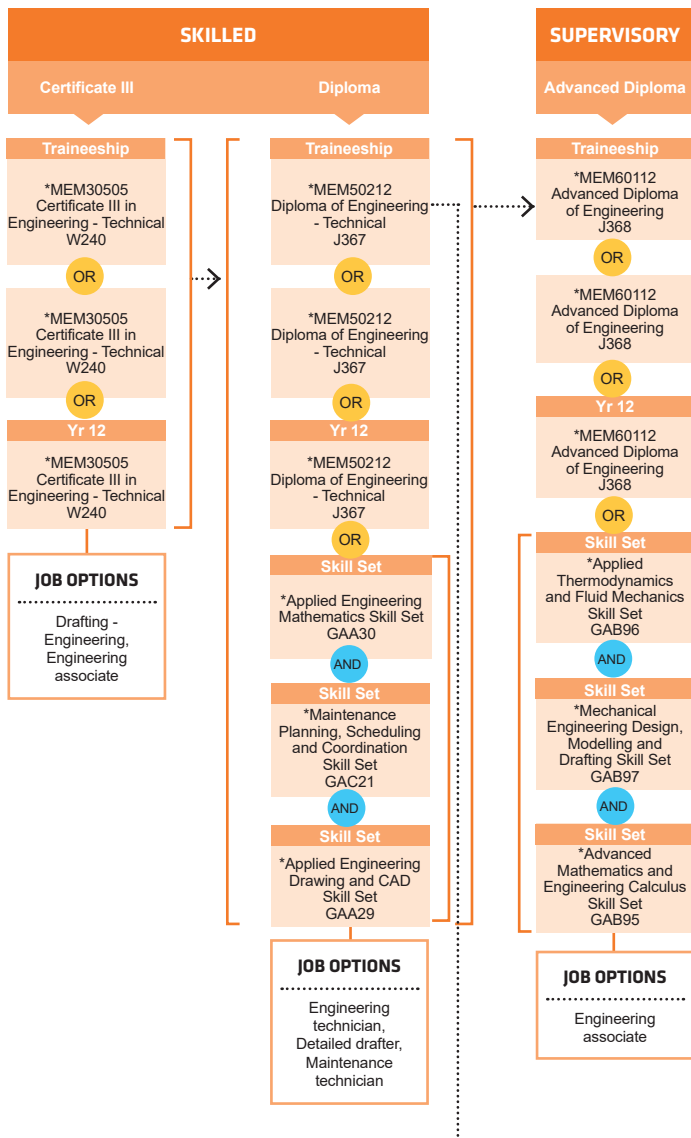 SKILLED
Certificate III
Diploma
Traineeship
*MEM30505
Certificate III in
Engineering - Technical
W240
OR
*MEM30505
Certificate III in
Engineering - Technical
W240
OR
Yr 12
*MEM30505
Certificate III in
Engineering - Technical
W240
JOB OPTIONS
Drafting -
Engineering,
Engineering
associate
*MEM50212
Diploma of Engineering
- Technical
J367
OR
*MEM50212
Diploma of Engineering
- Technical
J367
OR
Yr 12
*MEM50212
Diploma of Engineering
- Technical
J367
OR
Skill Set
*Applied Engineering
Mathematics Skill Set
GAA30
AND
Skill Set
*Maintenance
Planning, Scheduling
and Coordination
Skill Set
GAC21
AND
Skill Set
*Applied Engineering
Drawing and CAD
Skill Set
GAA29
JOB OPTIONS
Engineering
technician,
Detailed drafter,
Maintenance
technician
SUPERVISORY
Advanced Diploma
Traineeship
*MEM60112
Advanced Diploma
of Engineering
J368
OR
*MEM60112
Advanced Diploma
of Engineering
J368
OR
Yr 12
*MEM60112
Advanced Diploma
of Engineering
J368
OR
Skill Set
*Applied
Thermodynamics
and Fluid Mechanics
Skill Set
GAB96
AND
Skill Set
*Mechanical
Engineering Design,
Modelling and
Drafting Skill Set
GAB97
AND
Skill Set
*Advanced
Mathematics and
Engineering Calculus
Skill Set
GAB95
JOB OPTIONS
Engineering
associate